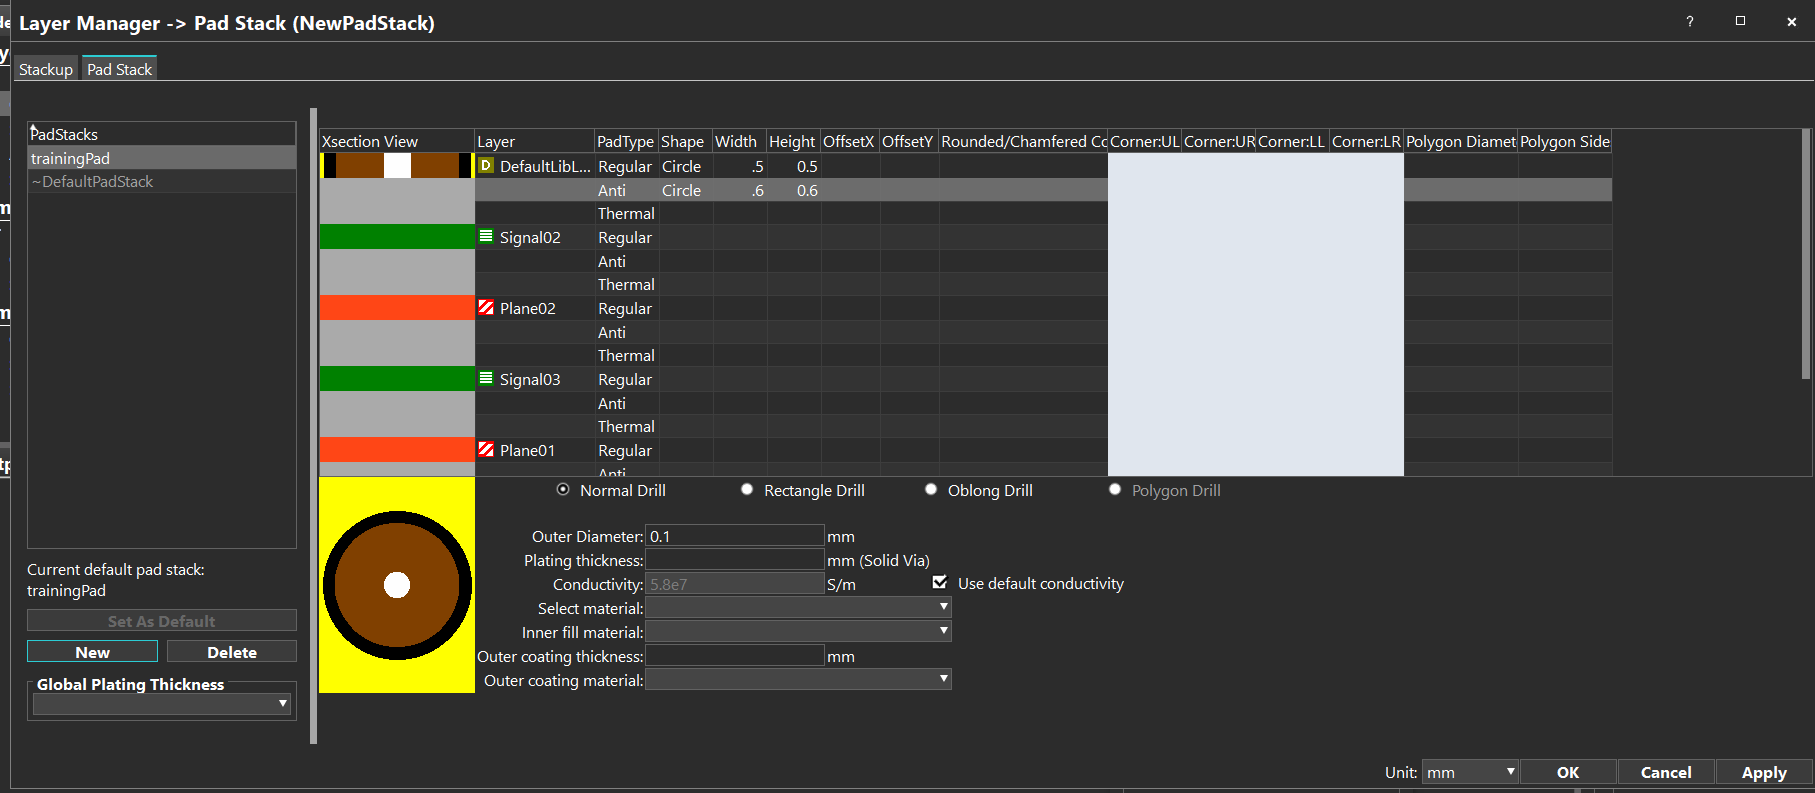 Layer Manager -> Pad Stack (NewPadStack)
?
Stackup Pad Stack
PadStacks
trainingPad
~DefaultPadStack
Current default pad stack:
trainingPad
Set As Default
New Delete
Global Plating Thickness
Xsection View Layer PadType Shape Width Height OffsetX OffsetY Rounded/Chamfered Co Corner:UL Corner:UR Corner:LL Corner:LR Polygon Diamet Polygon Side
D DefaultLibL... Regular Circle .5 0.5
Anti Circle .6 0.6
Thermal
Signal02 Regular
Anti
Thermal
Plane02 Regular
Anti
Thermal
Signal03 Regular
Anti
Thermal
Plane01 Regular
Anti
Normal Drill Rectangle Drill Oblong Drill Polygon Drill
Outer Diameter: 0.1 mm
Plating thickness: mm (Solid Via)
Conductivity: 5.8e7 S/m Use default conductivity
Select material:
Inner fill material:
Outer coating thickness: mm
Outer coating material:
Unit: mm OK Cancel Apply